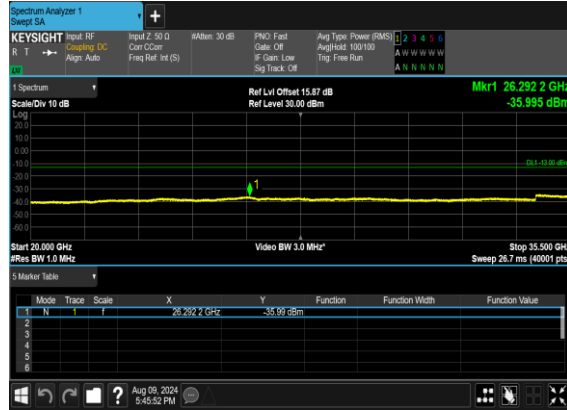 Spectrum Analyzer 1
Swept SA
+
KEYSIGHT Input: RF Input Z: 50 Ω #Atten: 30 dB PNO: Fast Avg Type: Power (RMS) 1 2 3 4 5 6
R T Coupling: DC Corr CCorr Gate: Off Avg|Hold: 100/100 A W W W W W
Align: Auto Freq Ref: Int (S) IF Gain: Low Trig: Free Run
Sig Track: Off A N N N N N
1 Spectrum Ref Lvl Offset 15.87 dB Mkr1 26.292 2 GHz
Scale/Div 10 dB Ref Level 30.00 dBm -35.995 dBm
Log
20.0
10.0
0.00
-10.0 DL1 -13.00 dBm
-20.0
-30.0 1
-40.0
-50.0
-60.0
Start 20.000 GHz Video BW 3.0 MHz* Stop 35.500 GHz
#Res BW 1.0 MHz Sweep 26.7 ms (40001 pts
5 Marker Table
Mode Trace Scale X Y Function Function Width Function Value
1 N 1 f 26.292 2 GHz -35.99 dBm
2
3
4
5
6
? Aug 09, 2024
5:45:52 PM